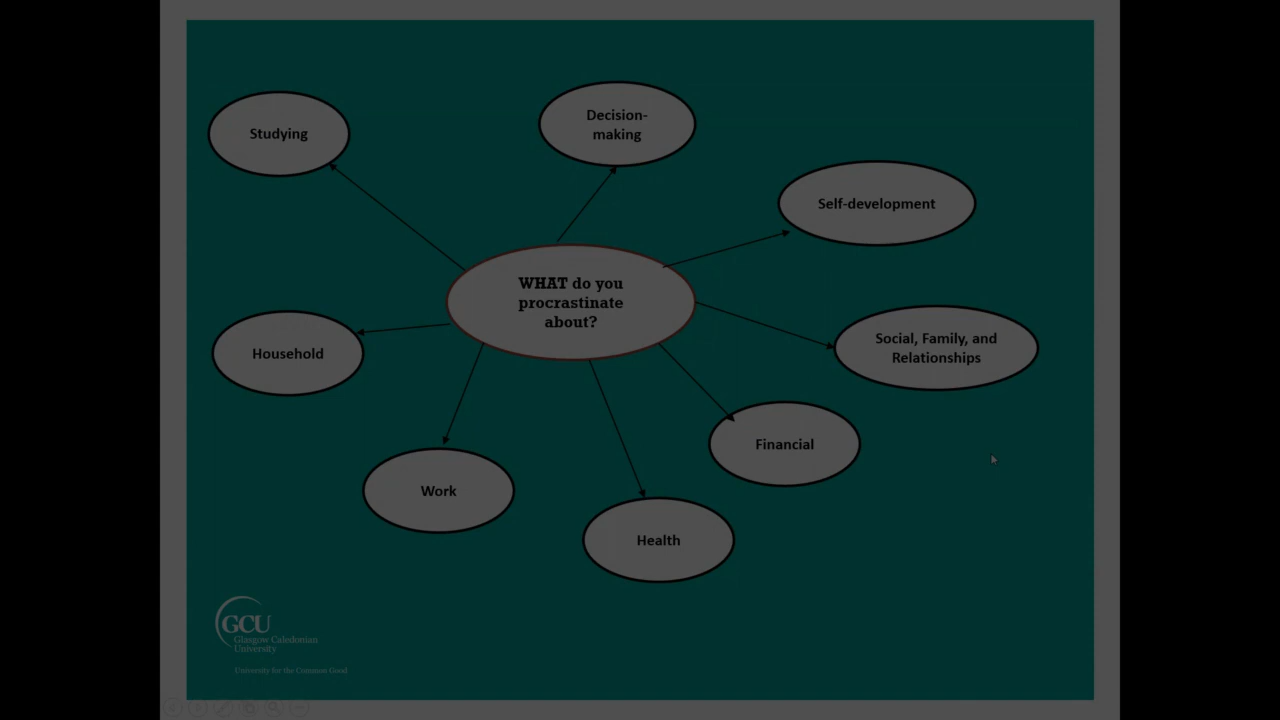 Studying
Decision-
making
Self-development
WHAT do you
procrastinate
about?
Social, Family, and
Relationships
Household
Financial
Work
Health
GCU
Glasgow Caledonian
University
University for the Common Good